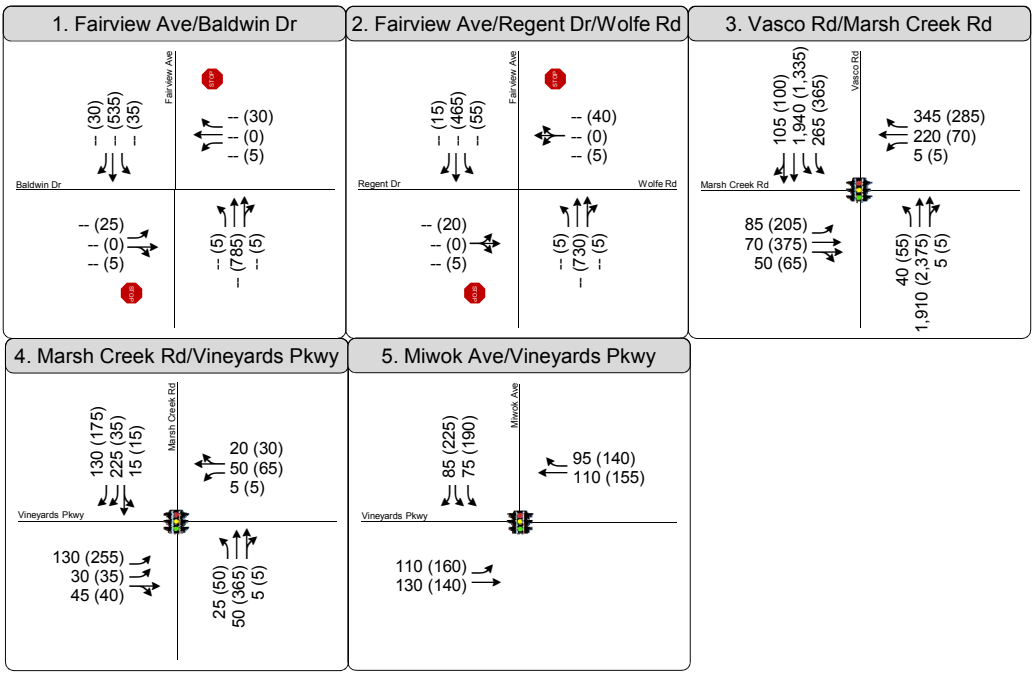 1. Fairview Ave/Baldwin Dr
Fairview Ave
STOP
-- (30)
-- (535)
-- (35)
-- (30)
-- (0)
-- (5)
Baldwin Dr
-- (25)
-- (0)
-- (5)
STOP
-- (5)
-- (785)
-- (5)
2. Fairview Ave/Regent Dr/Wolfe Rd
Fairview Ave
STOP
-- (15)
-- (465)
-- (55)
-- (40)
-- (0)
-- (5)
Regent Dr
Wolfe Rd
-- (20)
-- (0)
-- (5)
STOP
-- (5)
-- (730)
-- (5)
3. Vasco Rd/Marsh Creek Rd
Vasco Rd
105 (100)
1,940 (1,335)
265 (365)
345 (285)
220 (70)
5 (5)
Marsh Creek Rd
85 (205)
70 (375)
50 (65)
40 (55)
1,910 (2,375)
5 (5)
4. Marsh Creek Rd/Vineyards Pkwy
Marsh Creek Rd
130 (175)
225 (35)
15 (15)
20 (30)
50 (65)
5 (5)
Vineyards Pkwy
130 (255)
30 (35)
45 (40)
25 (50)
50 (365)
5 (5)
5. Miwok Ave/Vineyards Pkwy
Miwok Ave
85 (225)
75 (190)
95 (140)
110 (155)
Vineyards Pkwy
110 (160)
130 (140)